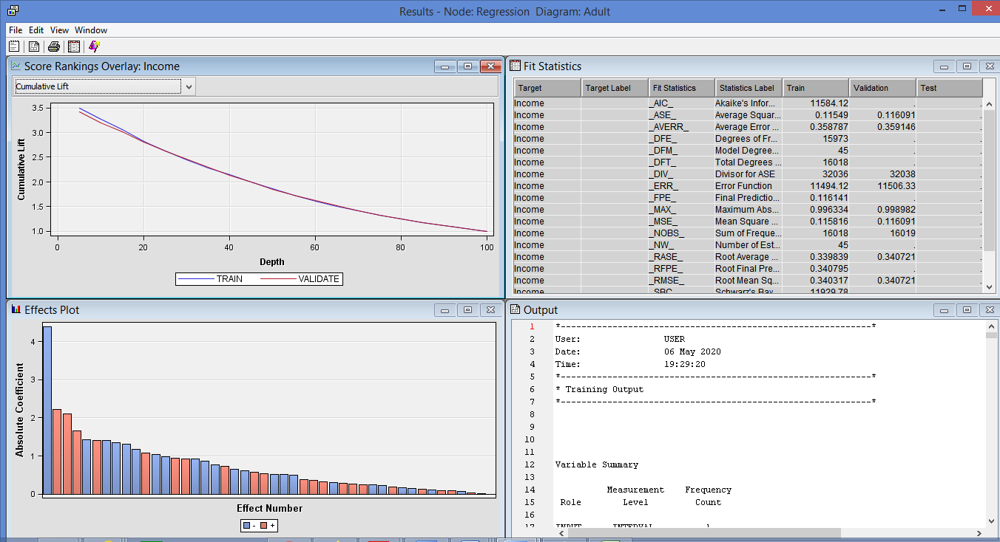 Results - Node: Regression Diagram: Adult
File Edit View Window
Score Rankings Overlay: Income
Cumulative Lift
3.5
3.0
2.5
2.0
1.5
1.0
Cumulative Lift
0 20 40 60 80 100
Depth
TRAIN VALIDATE
Fit Statistics
Target Target Label Fit Statistics Statistics Label Train Validation Test
Income _AIC_ Akaike's Infor... 11584.12 . .
Income _ASE_ Average Squar... 0.11549 0.116091 .
Income _AVERR_ Average Error ... 0.358787 0.359146 .
Income _DFE_ Degrees of Fr... 15973 . .
Income _DFM_ Model Degree... 45 . .
Income _DFT_ Total Degrees ... 16018 . .
Income _DIV_ Divisor for ASE 32036 32038 .
Income _ERR_ Error Function 11494.12 11506.33 .
Income _FPE_ Final Predictio... 0.116141 . .
Income _MAX_ Maximum Abs... 0.996334 0.998982 .
Income _MSE_ Mean Square ... 0.115816 0.116091 .
Income _NOBS_ Sum of Freque... 16018 16019 .
Income _NW_ Number of Est... 45 . .
Income _RASE_ Root Average ... 0.339839 0.340721 .
Income _RFPE_ Root Final Pre... 0.340795 . .
Income _RMSE_ Root Mean Sq... 0.340317 0.340721 .
Income _SBC_ Schwarz's Bay... 11929.78
Effects Plot
4
3
2
1
0
Absolute Coefficient
Effect Number
- +
Output
1 *------------------------------------------------------------*
2 User: USER
3 Date: 06 May 2020
4 Time: 19:29:20
5 *------------------------------------------------------------*
6 * Training Output
7 *------------------------------------------------------------*
8
9
10
11
12 Variable Summary
13
14 Measurement Frequency
15 Role Level Count
16
17 INPUT INTERVAL 1